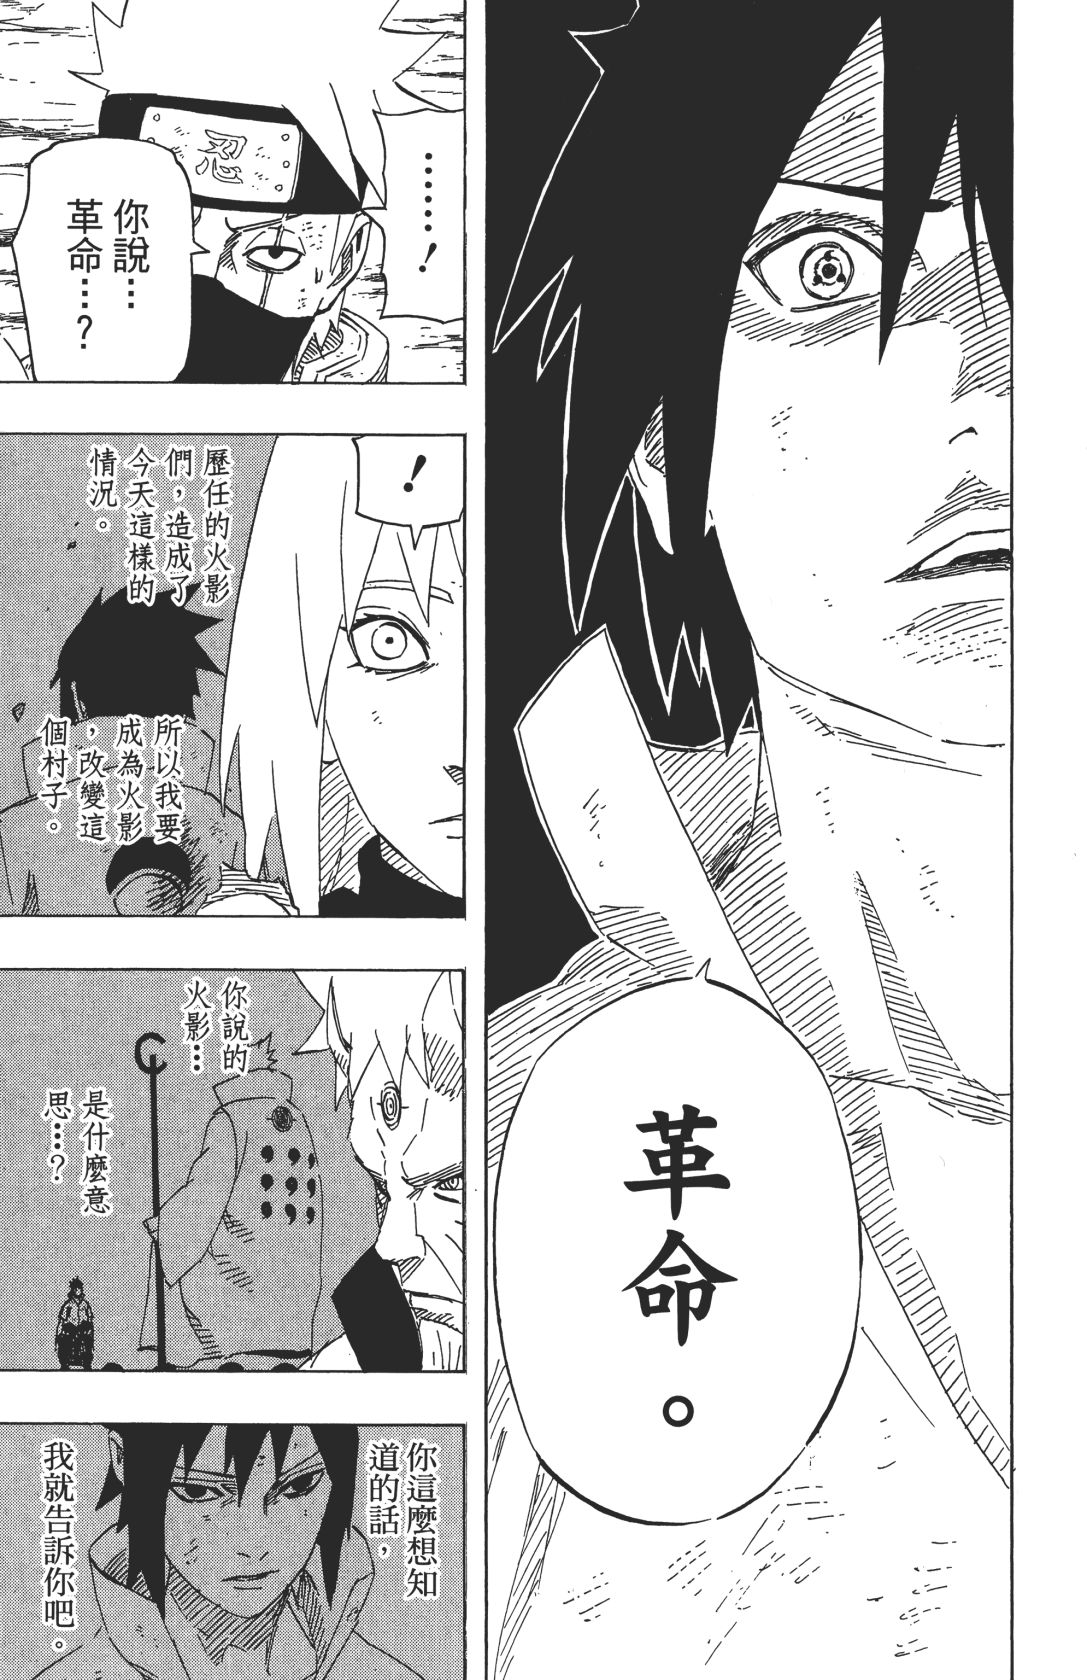 革命。
……！
忍
你說…
革命…？
！
歷任的火影
們，造成了
今天這樣的
情況。
所以我要
成為火影
，改變這
個村子。
你說的
火影…
是什麼意
思…？
你這麼想知
道的話，
我就告訴你吧。